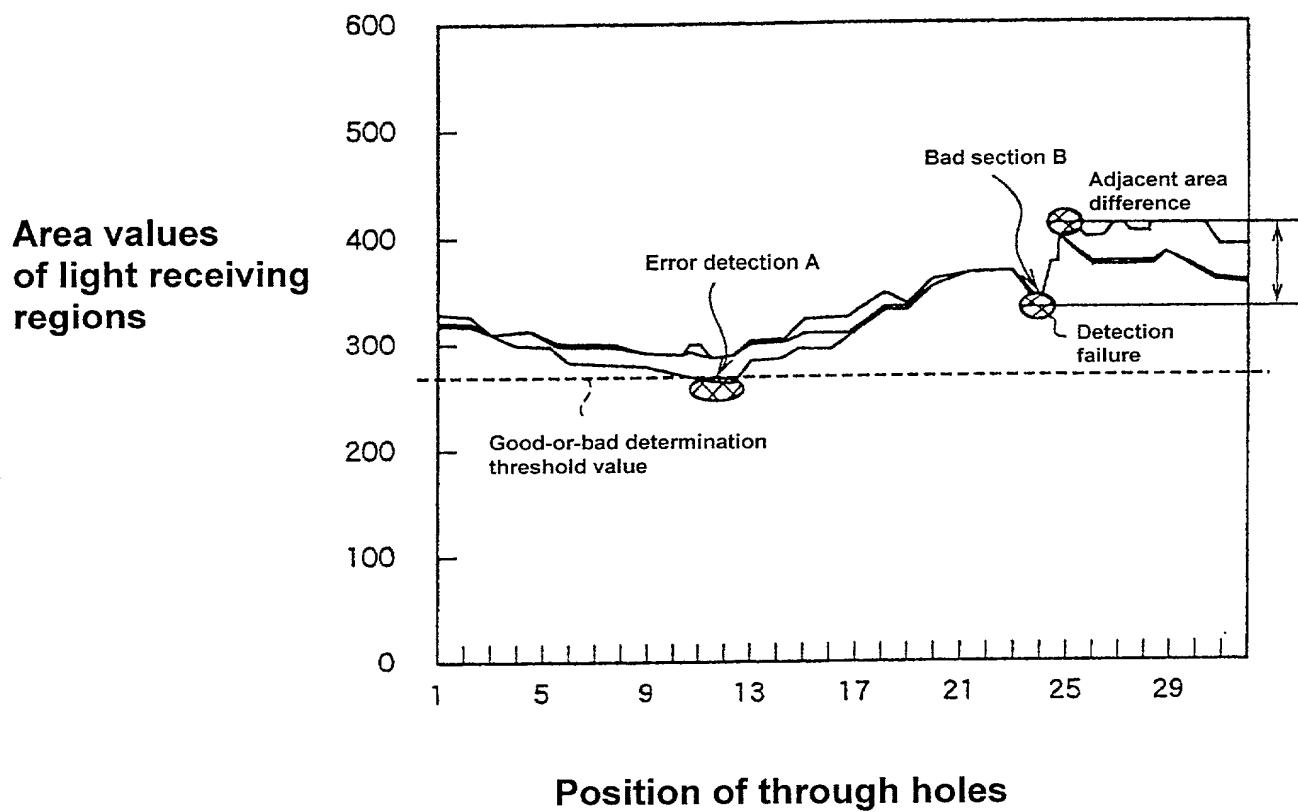 600
500
Bad section B
Adjacent area
difference
Area values
of light receiving
regions
400
Error detection A
300
Detection
failure
Good-or-bad determination
threshold value
200
100
0
1 5 9 13 17 21 25 29
Position of through holes